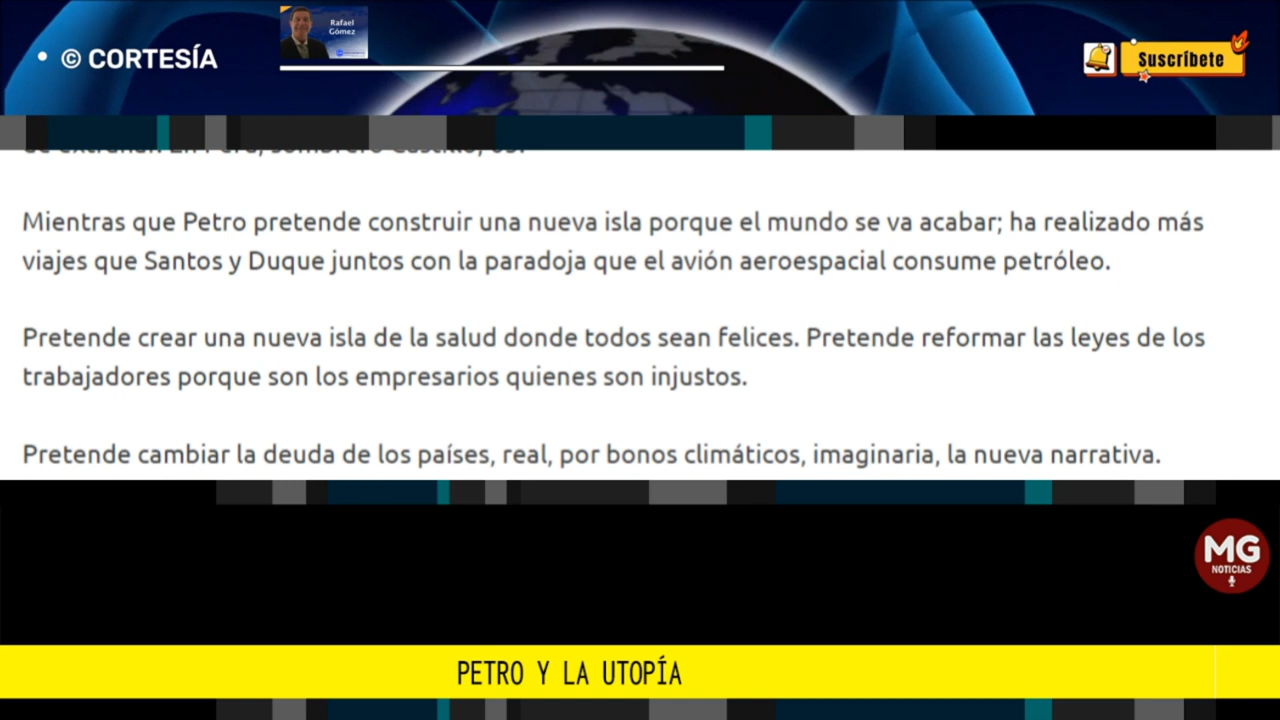 • © CORTESÍA
Rafael
Gómez
Suscríbete
Mientras que Petro pretende construir una nueva isla porque el mundo se va acabar; ha realizado más
viajes que Santos y Duque juntos con la paradoja que el avión aeroespacial consume petróleo.
Pretende crear una nueva isla de la salud donde todos sean felices. Pretende reformar las leyes de los
trabajadores porque son los empresarios quienes son injustos.
Pretende cambiar la deuda de los países, real, por bonos climáticos, imaginaria, la nueva narrativa.
MG
NOTICIAS
PETRO Y LA UTOPÍA